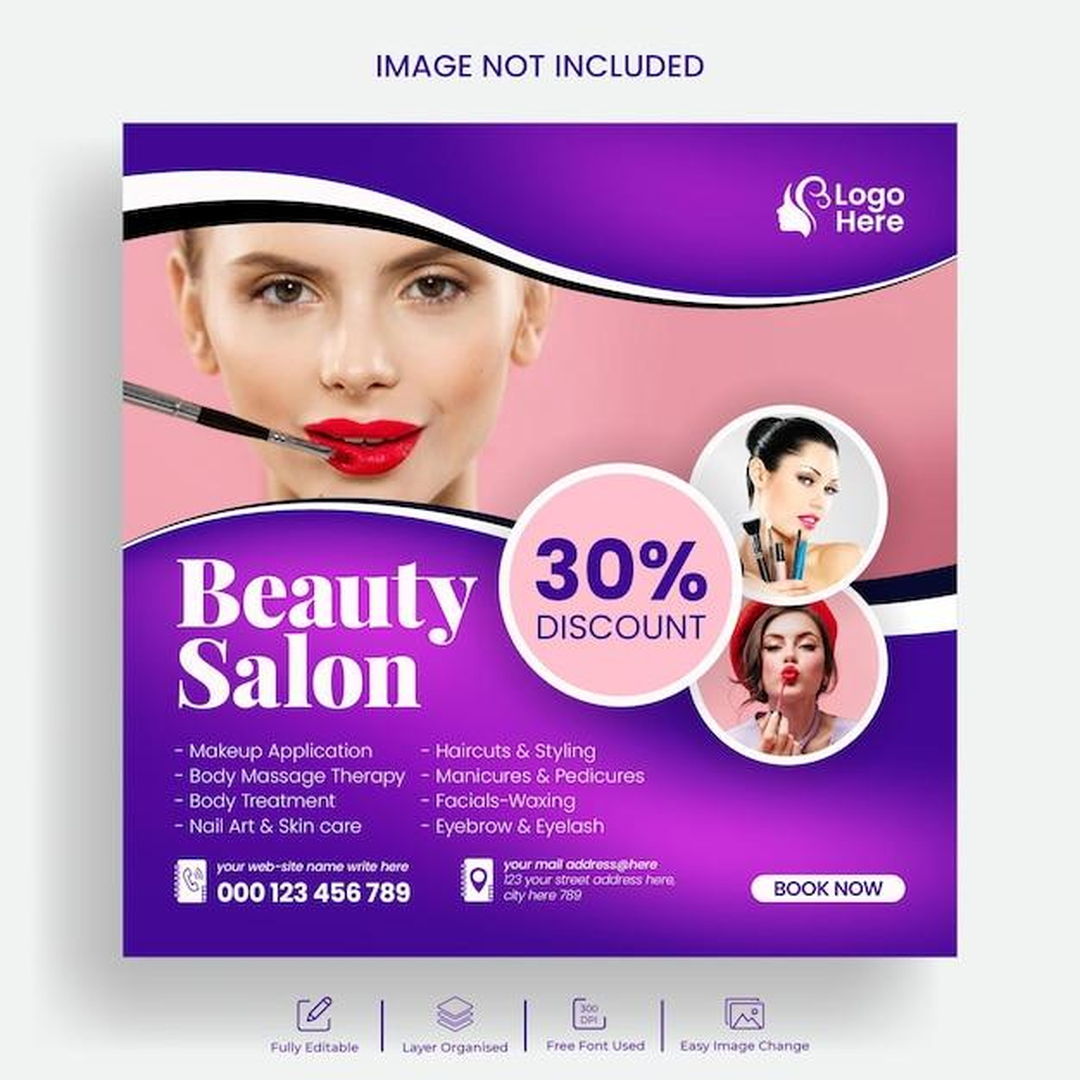 IMAGE NOT INCLUDED
Logo
Here
30%
DISCOUNT
Beauty
Salon
- Makeup Application
- Body Massage Therapy
- Body Treatment
- Nail Art & Skin care
- Haircuts & Styling
- Manicures & Pedicures
- Facials-Waxing
- Eyebrow & Eyelash
your web-site name write here
000 123 456 789
your mail address@here
123 your street address here,
city here 789
BOOK NOW
Fully Editable
Layer Organised
300
DPI
Free Font Used
Easy Image Change